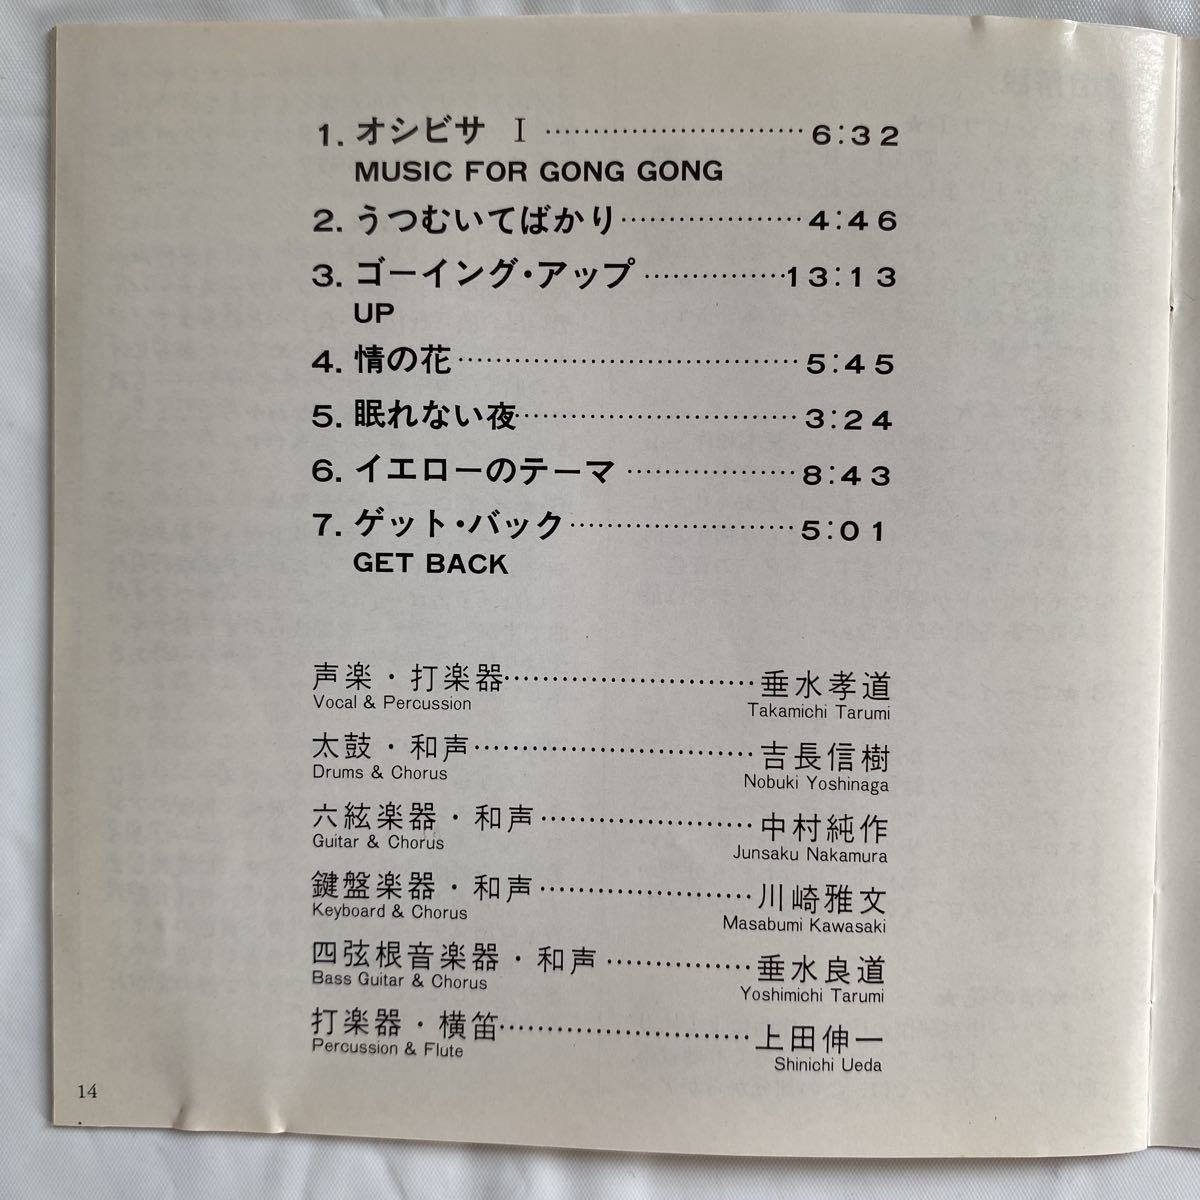 1. オシビサ I ………………………… 6:32
MUSIC FOR GONG GONG
2. うつむいてばかり………………… 4:46
3. ゴーイング・アップ ……………13:13
UP
4. 情の花………………………………… 5:45
5. 眠れない夜…………………………… 3:24
6. イエローのテーマ ………………… 8:43
7. ゲット・バック……………………… 5:01
GET BACK
声楽・打楽器…………………………垂水孝道
Vocal & Percussion Takamichi Tarumi
太鼓・和声……………………………吉長信樹
Drums & Chorus Nobuki Yoshinaga
六絃楽器・和声………………………中村純作
Guitar & Chorus Junsaku Nakamura
鍵盤楽器・和声………………………川崎雅文
Keyboard & Chorus Masabumi Kawasaki
四弦根音楽器・和声…………………垂水良道
Bass Guitar & Chorus Yoshimichi Tarumi
打楽器・横笛…………………………上田伸一
Percussion & Flute Shinichi Ueda
14